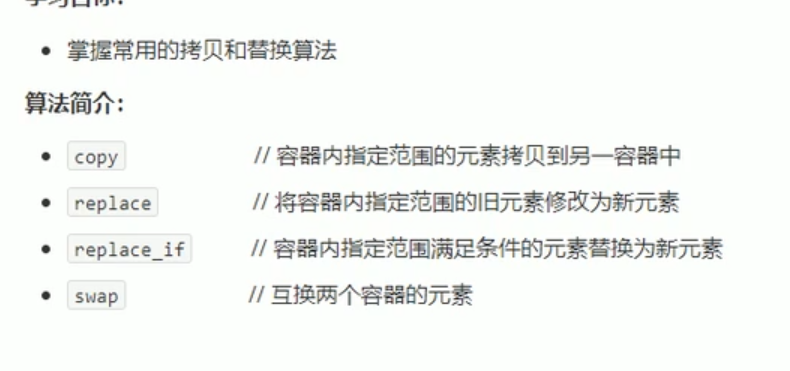 学习目标：
掌握常用的拷贝和替换算法
算法简介：
copy // 容器内指定范围的元素拷贝到另一容器中
replace // 将容器内指定范围的旧元素修改为新元素
replace_if // 容器内指定范围满足条件的元素替换为新元素
swap // 互换两个容器的元素